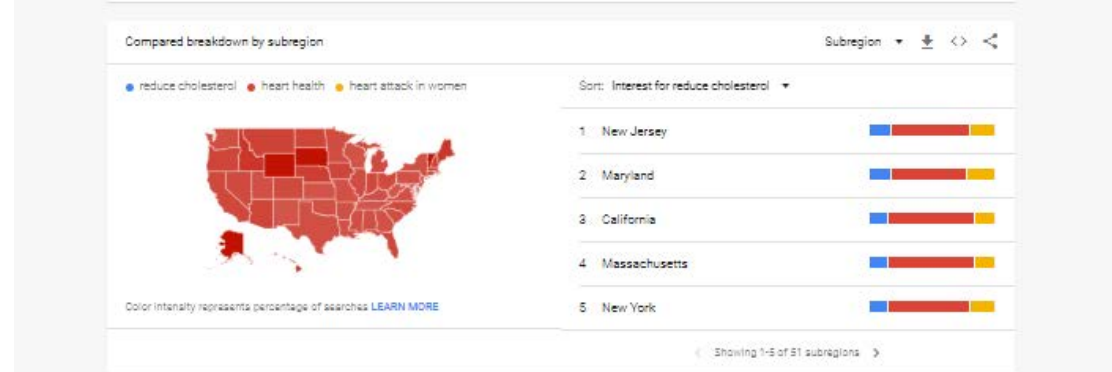 Compared breakdown by subregion
Subregion
reduce cholesterol heart health heart attack in women
Sort: Interest for reduce cholesterol
1 New Jersey
2 Maryland
3 California
4 Massachusetts
5 New York
Color intensity represents percentage of searches LEARN MORE
Showing 1-5 of 51 subregions